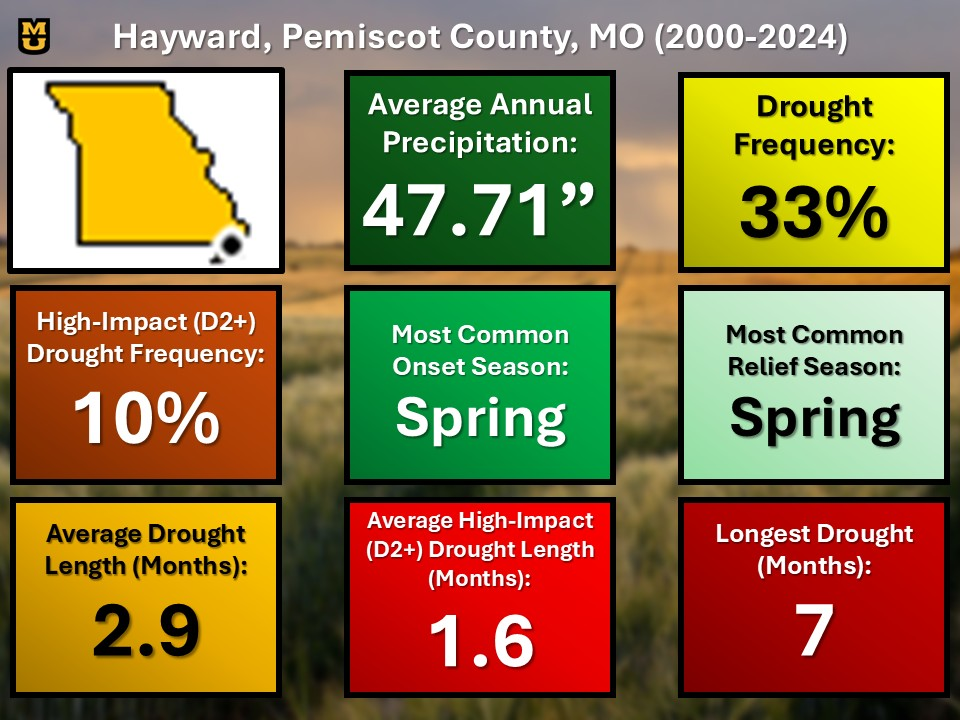 MU
Hayward, Pemiscot County, MO (2000-2024)
Average Annual
Precipitation:
47.71”
Drought
Frequency:
33%
High-Impact (D2+)
Drought Frequency:
10%
Most Common
Onset Season:
Spring
Most Common
Relief Season:
Spring
Average Drought
Length (Months):
2.9
Average High-Impact
(D2+) Drought Length
(Months):
1.6
Longest Drought
(Months):
7